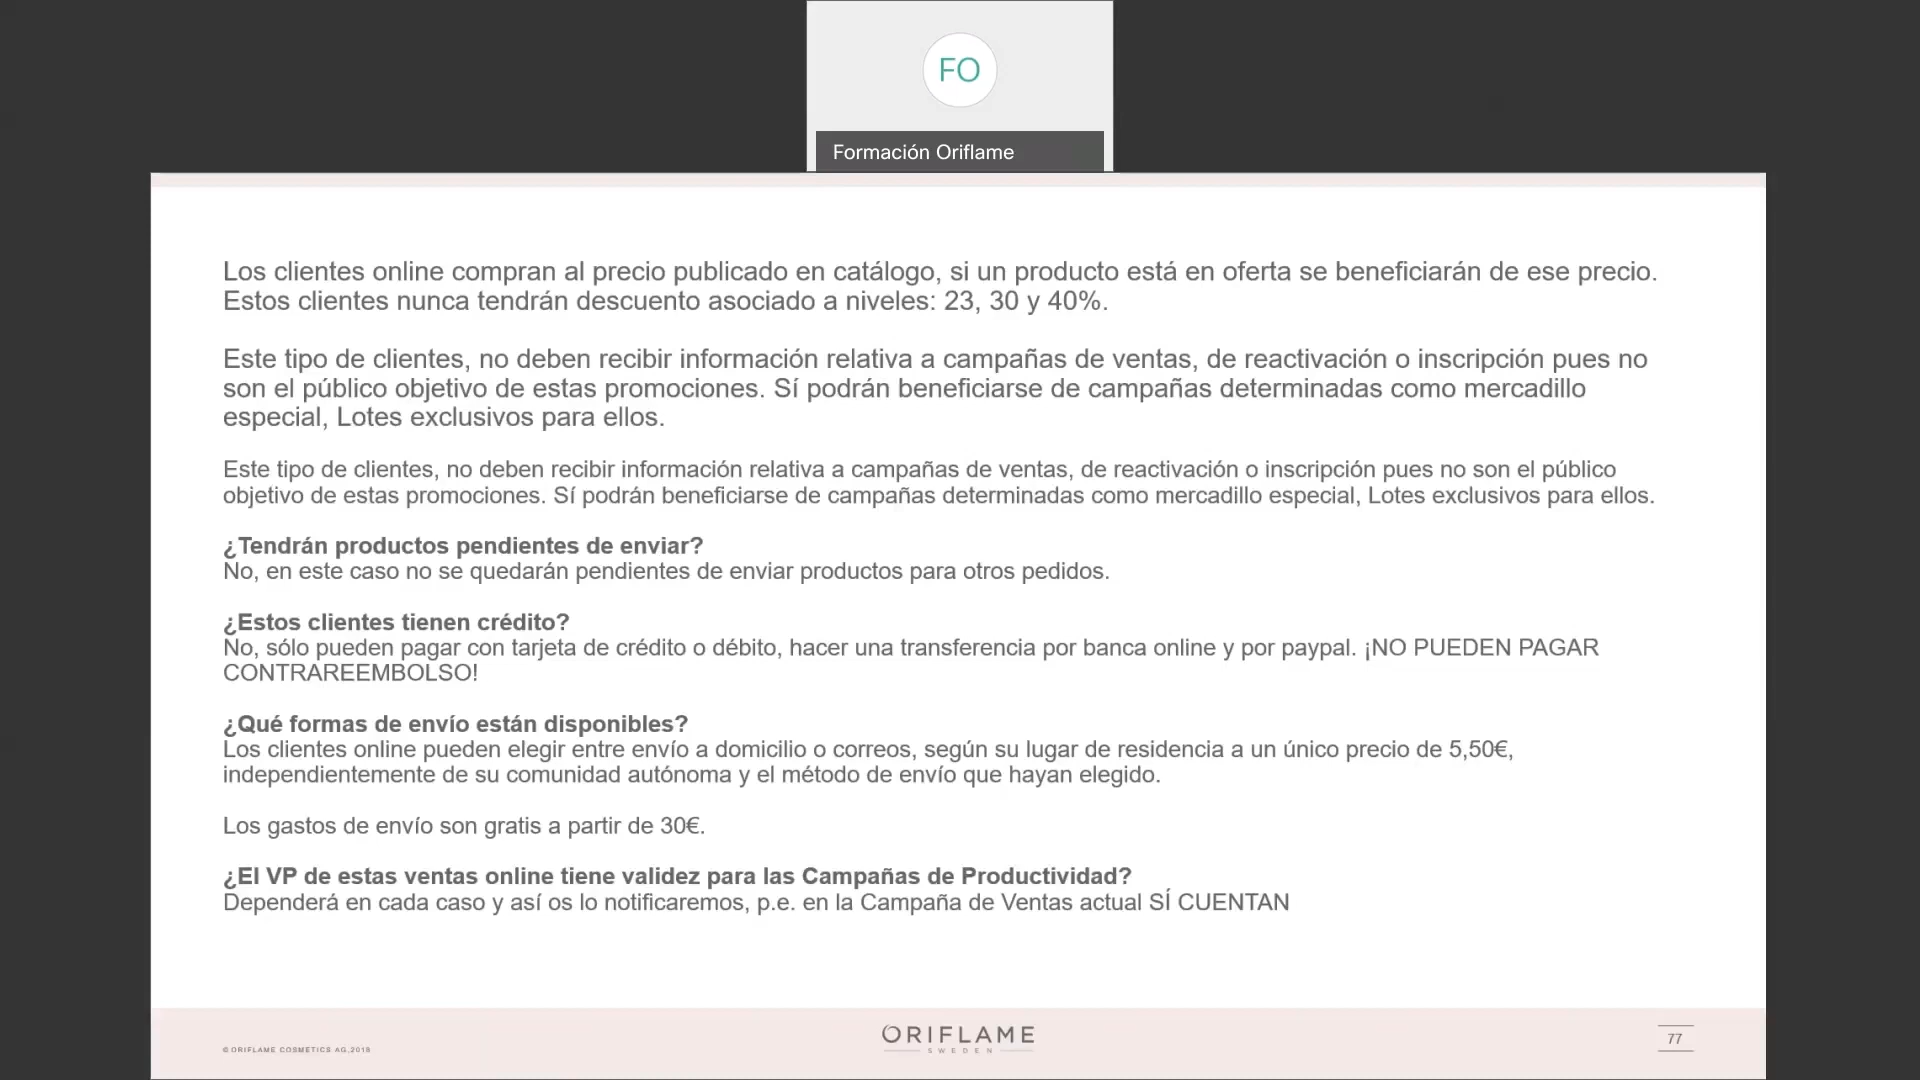 FO
Formación Oriflame
Los clientes online compran al precio publicado en catálogo, si un producto está en oferta se beneficiarán de ese precio.
Estos clientes nunca tendrán descuento asociado a niveles: 23, 30 y 40%.
Este tipo de clientes, no deben recibir información relativa a campañas de ventas, de reactivación o inscripción pues no
son el público objetivo de estas promociones. Sí podrán beneficiarse de campañas determinadas como mercadillo
especial, Lotes exclusivos para ellos.
Este tipo de clientes, no deben recibir información relativa a campañas de ventas, de reactivación o inscripción pues no son el público
objetivo de estas promociones. Sí podrán beneficiarse de campañas determinadas como mercadillo especial, Lotes exclusivos para ellos.
¿Tendrán productos pendientes de enviar?
No, en este caso no se quedarán pendientes de enviar productos para otros pedidos.
¿Estos clientes tienen crédito?
No, sólo pueden pagar con tarjeta de crédito o débito, hacer una transferencia por banca online y por paypal. ¡NO PUEDEN PAGAR
CONTRAREEMBOLSO!
¿Qué formas de envío están disponibles?
Los clientes online pueden elegir entre envío a domicilio o correos, según su lugar de residencia a un único precio de 5,50€,
independientemente de su comunidad autónoma y el método de envío que hayan elegido.
Los gastos de envío son gratis a partir de 30€.
¿El VP de estas ventas online tiene validez para las Campañas de Productividad?
Dependerá en cada caso y así os lo notificaremos, p.e. en la Campaña de Ventas actual SÍ CUENTAN
© ORIFLAME COSMETICS AG,2019
ORIFLAME
SWEDEN
77